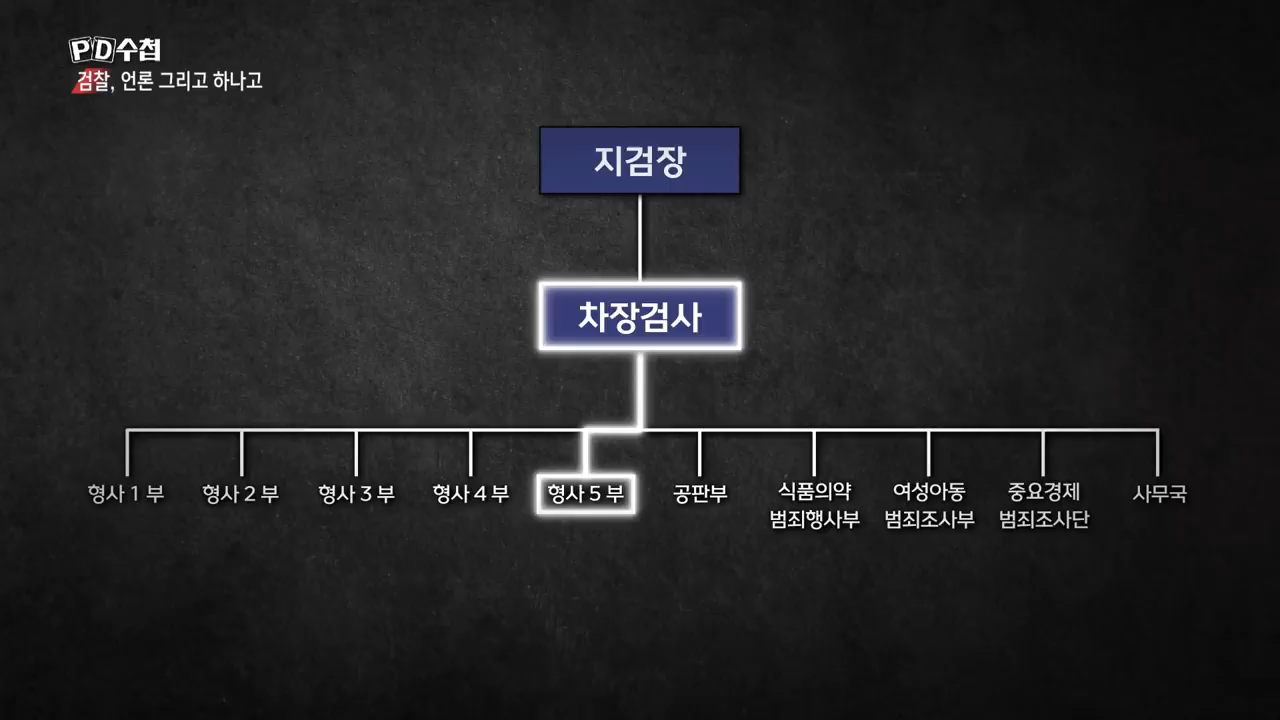 PD수첩
검찰, 언론 그리고 하나고
지검장
차장검사
형사 1 부
형사 2 부
형사 3 부
형사 4 부
형사 5 부
공판부
식품의약
범죄행사부
여성아동
범죄조사부
중요경제
범죄조사단
사무국